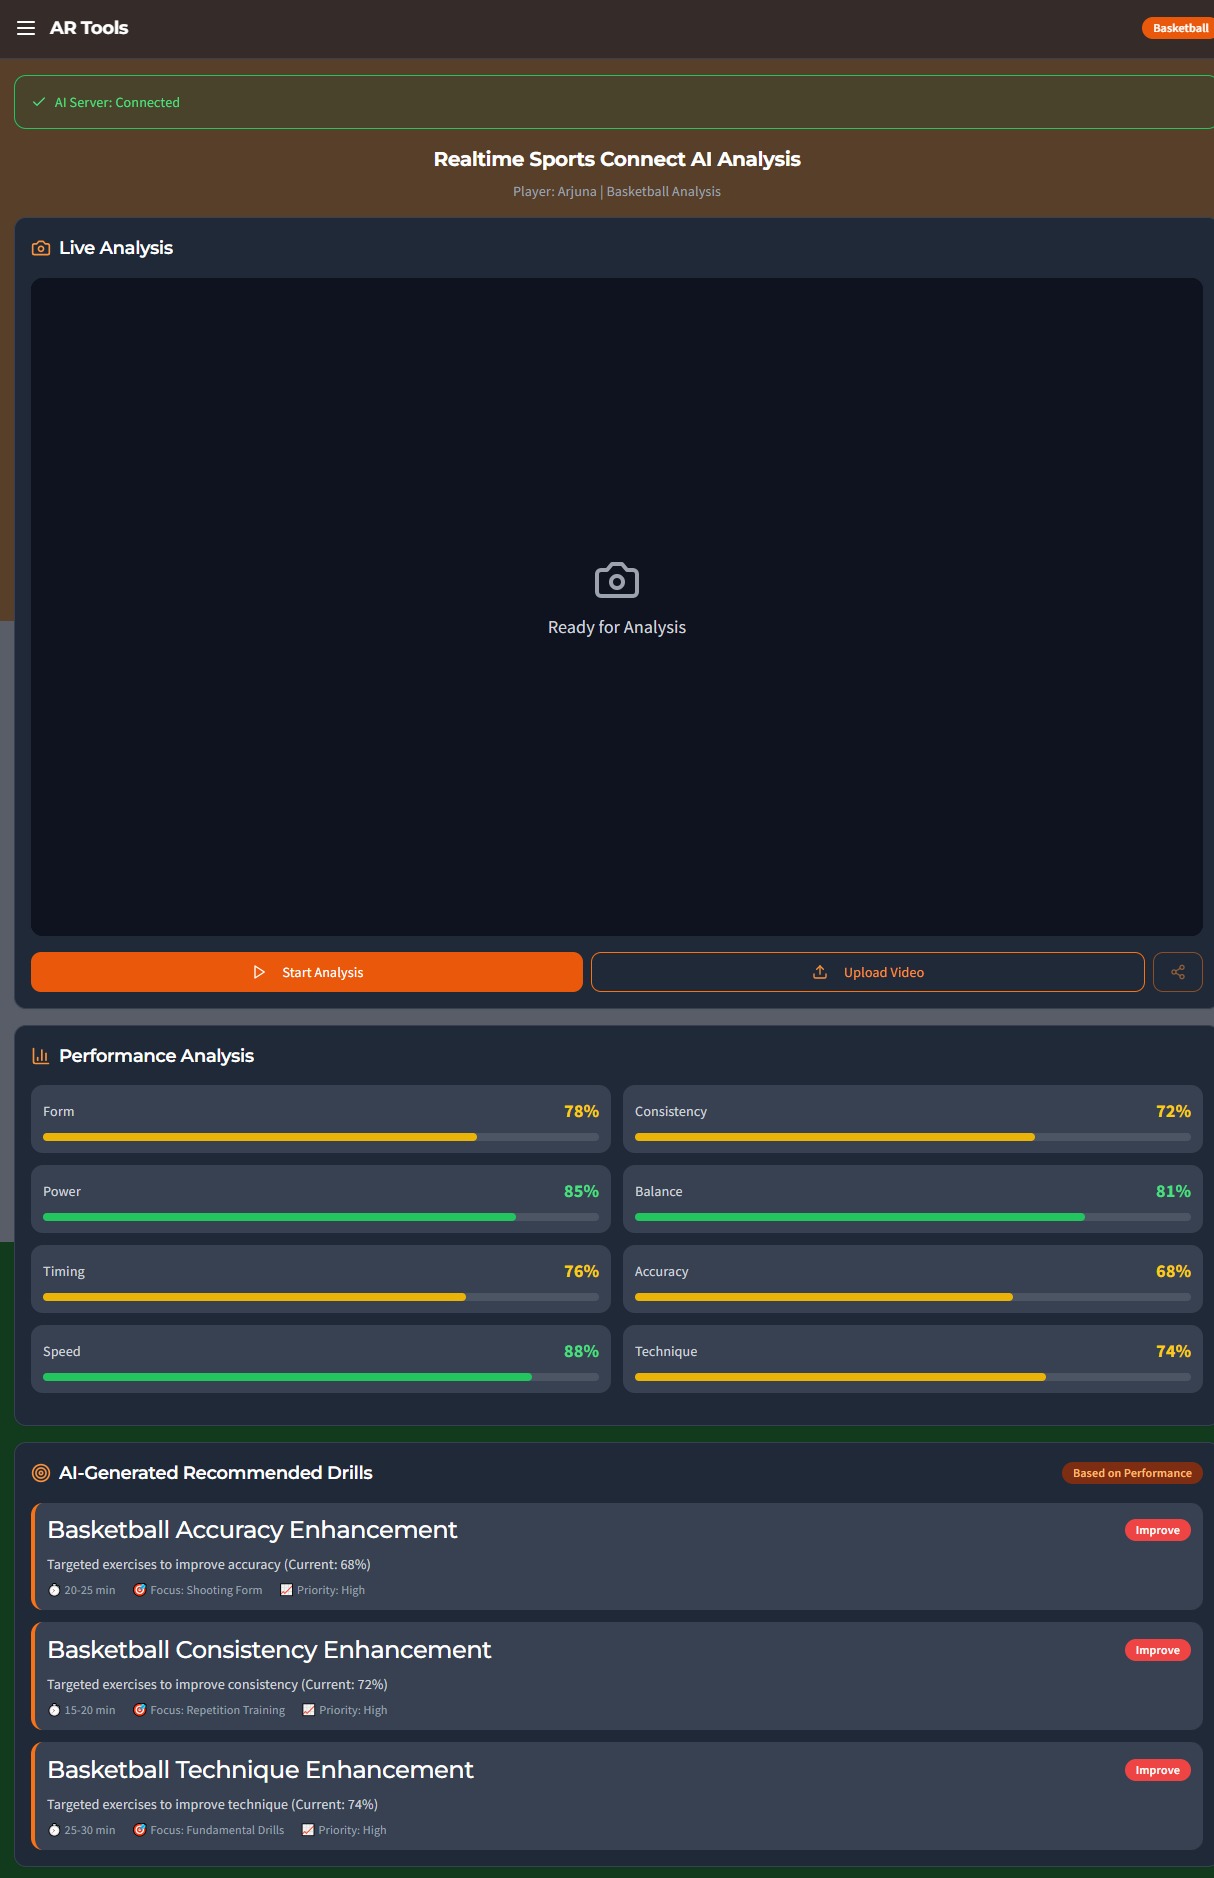 AR Tools
Basketball
AI Server: Connected
Realtime Sports Connect AI Analysis
Player: Arjuna | Basketball Analysis
Live Analysis
Ready for Analysis
Start Analysis
Upload Video
Performance Analysis
Form 78%
Consistency 72%
Power 85%
Balance 81%
Timing 76%
Accuracy 68%
Speed 88%
Technique 74%
AI-Generated Recommended Drills
Based on Performance
Basketball Accuracy Enhancement
Improve
Targeted exercises to improve accuracy (Current: 68%)
20-25 min Focus: Shooting Form Priority: High
Basketball Consistency Enhancement
Improve
Targeted exercises to improve consistency (Current: 72%)
15-20 min Focus: Repetition Training Priority: High
Basketball Technique Enhancement
Improve
Targeted exercises to improve technique (Current: 74%)
25-30 min Focus: Fundamental Drills Priority: High